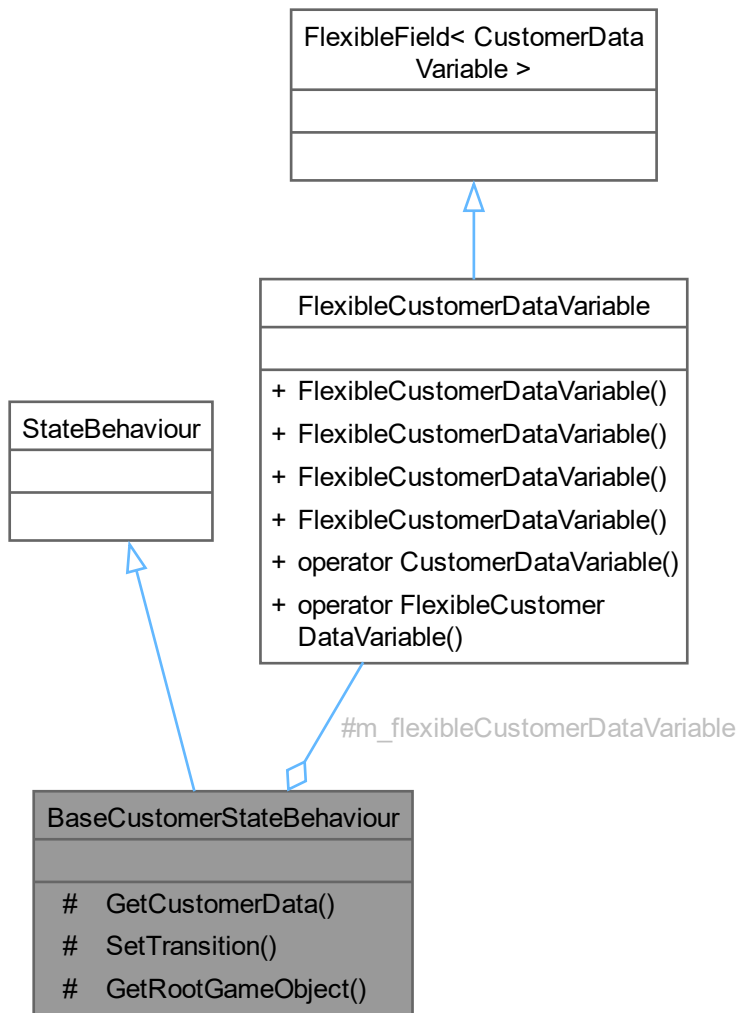 FlexibleField< CustomerData
Variable >
FlexibleCustomerDataVariable
+ FlexibleCustomerDataVariable()
+ FlexibleCustomerDataVariable()
+ FlexibleCustomerDataVariable()
+ FlexibleCustomerDataVariable()
+ operator CustomerDataVariable()
+ operator FlexibleCustomer
DataVariable()
StateBehaviour
#m_flexibleCustomerDataVariable
BaseCustomerStateBehaviour
# GetCustomerData()
# SetTransition()
# GetRootGameObject()